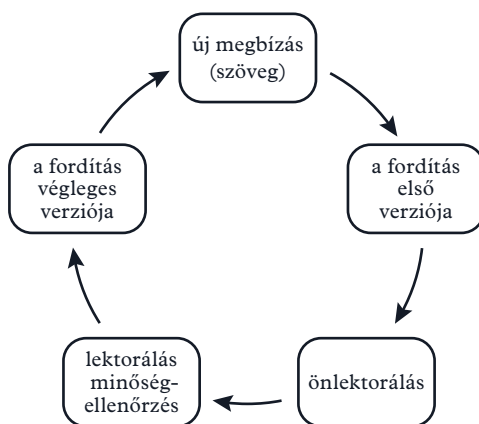 új megbízás
(szöveg)
a fordítás
első
verziója
önlektorálás
lektorálás
minőség-
ellenőrzés
a fordítás
végleges
verziója